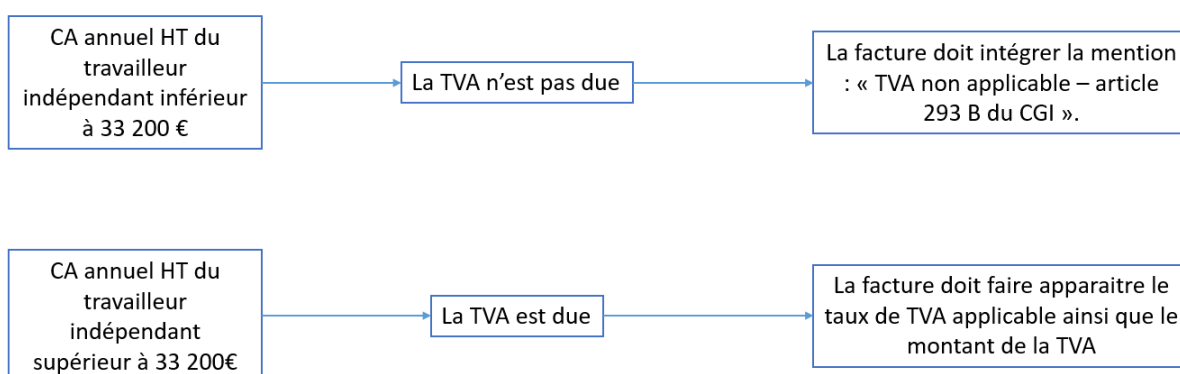 CA annuel HT du
travailleur
indépendant inférieur
à 33 200 €
La TVA n'est pas due
La facture doit intégrer la mention
: « TVA non applicable – article
293 B du CGI ».
CA annuel HT du
travailleur
indépendant
supérieur à 33 200€
La TVA est due
La facture doit faire apparaitre le
taux de TVA applicable ainsi que le
montant de la TVA